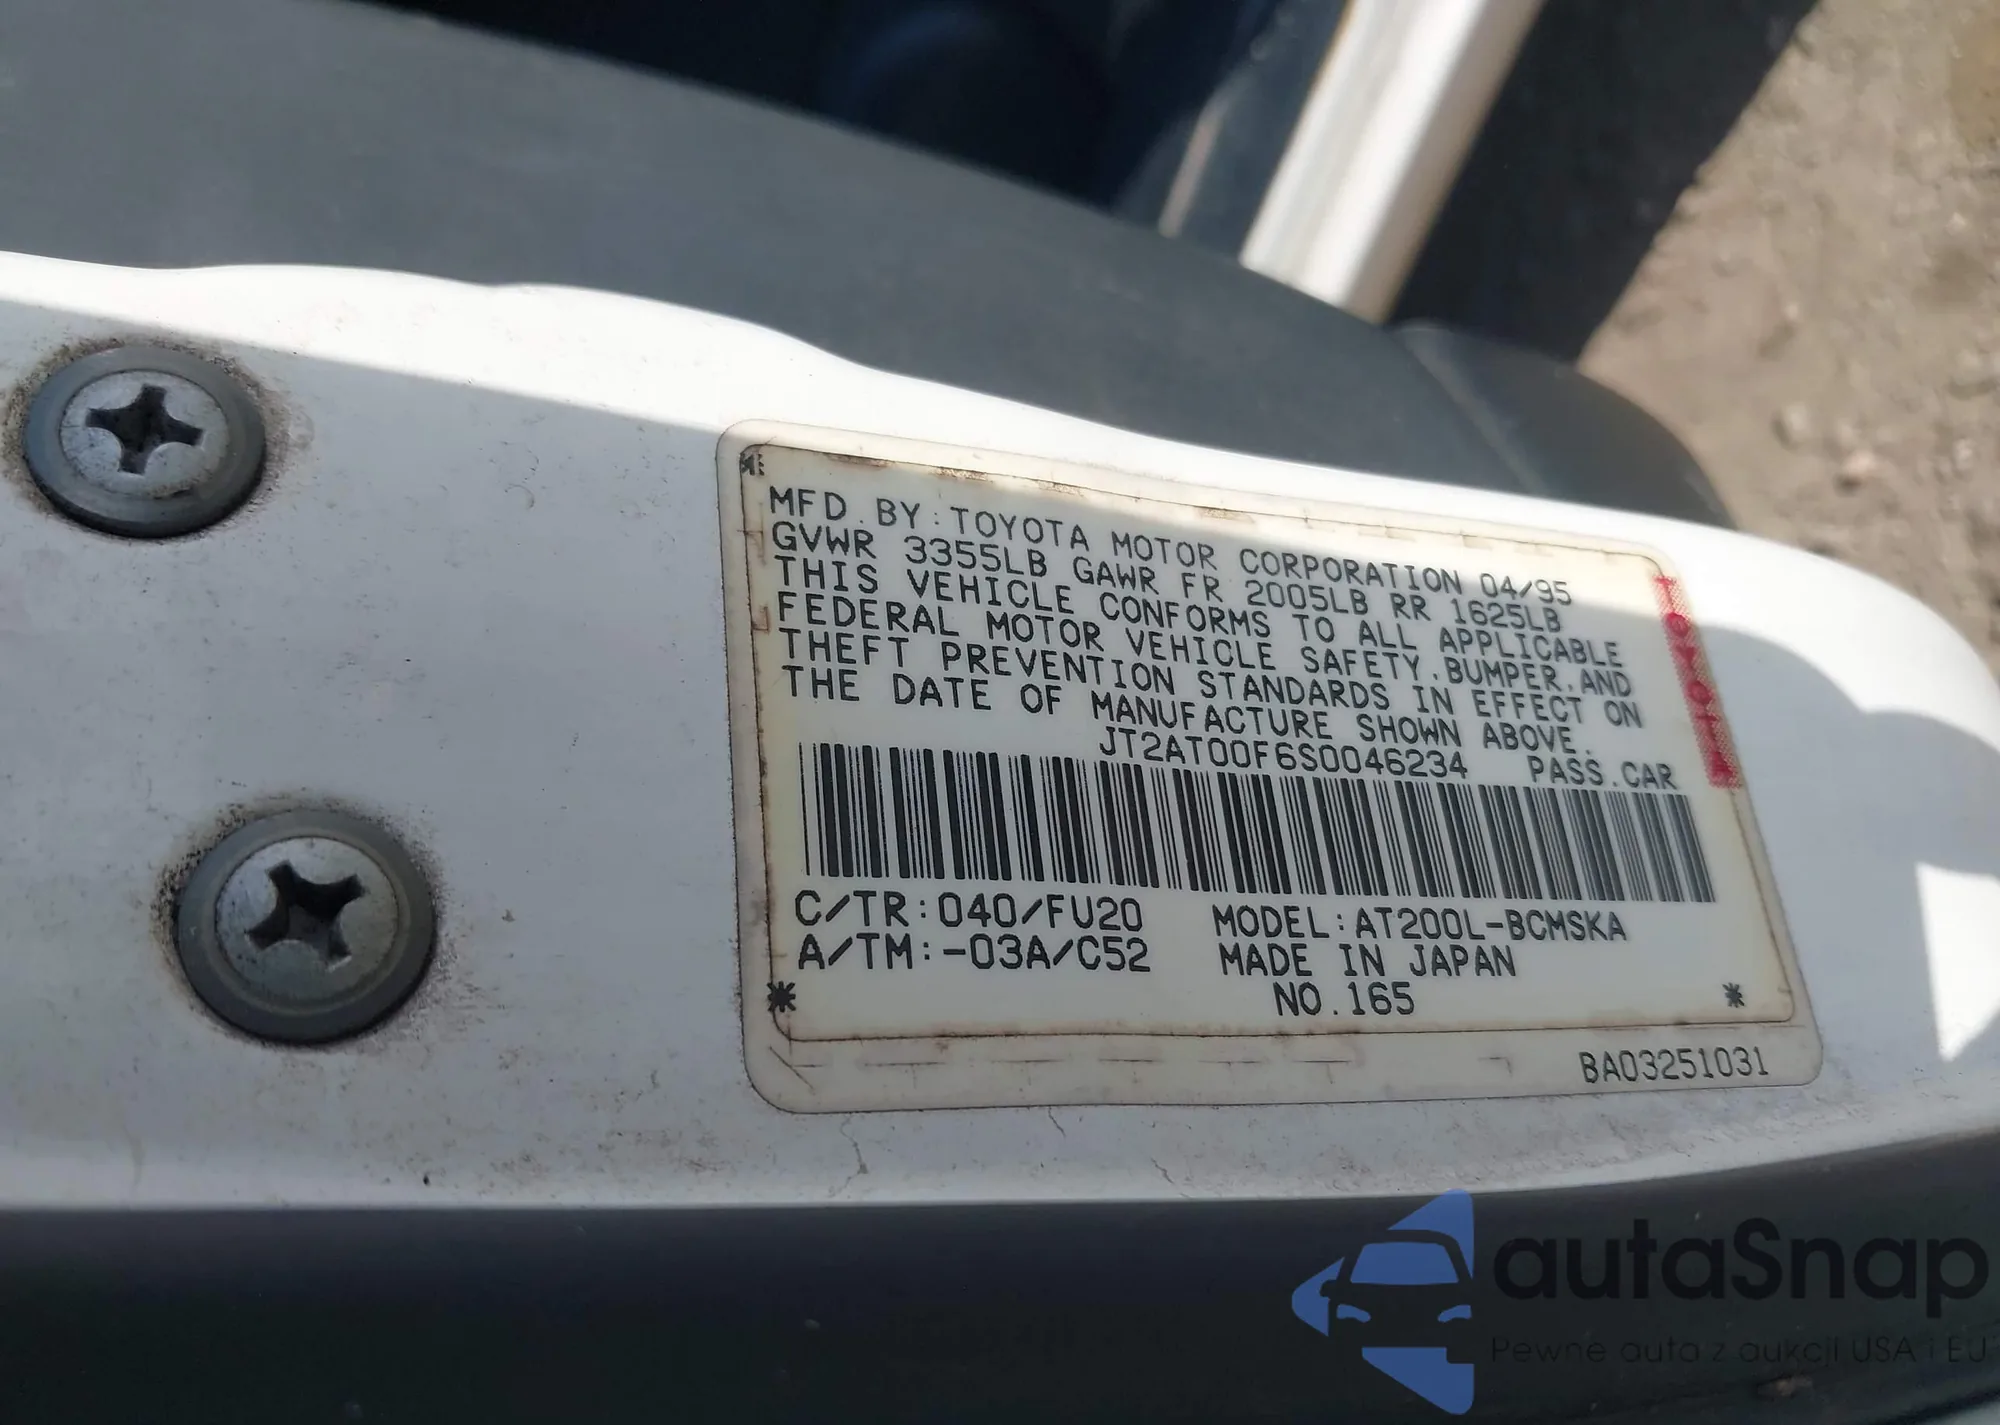 MFD. BY: TOYOTA MOTOR CORPORATION 04/95
GVWR 3355LB GAWR FR 2005LB RR 1625LB
THIS VEHICLE CONFORMS TO ALL APPLICABLE
FEDERAL MOTOR VEHICLE SAFETY, BUMPER, AND
THEFT PREVENTION STANDARDS IN EFFECT ON
THE DATE OF MANUFACTURE SHOWN ABOVE.
JT2AT00F6S0046234 PASS. CAR
TOYOTA
C/TR: 040/FU20 MODEL: AT200L-BCMSKA
A/TM: -03A/C52 MADE IN JAPAN
* NO. 165 *
BA03251031
autaSnap
Pewne auta z aukcji USA i EU